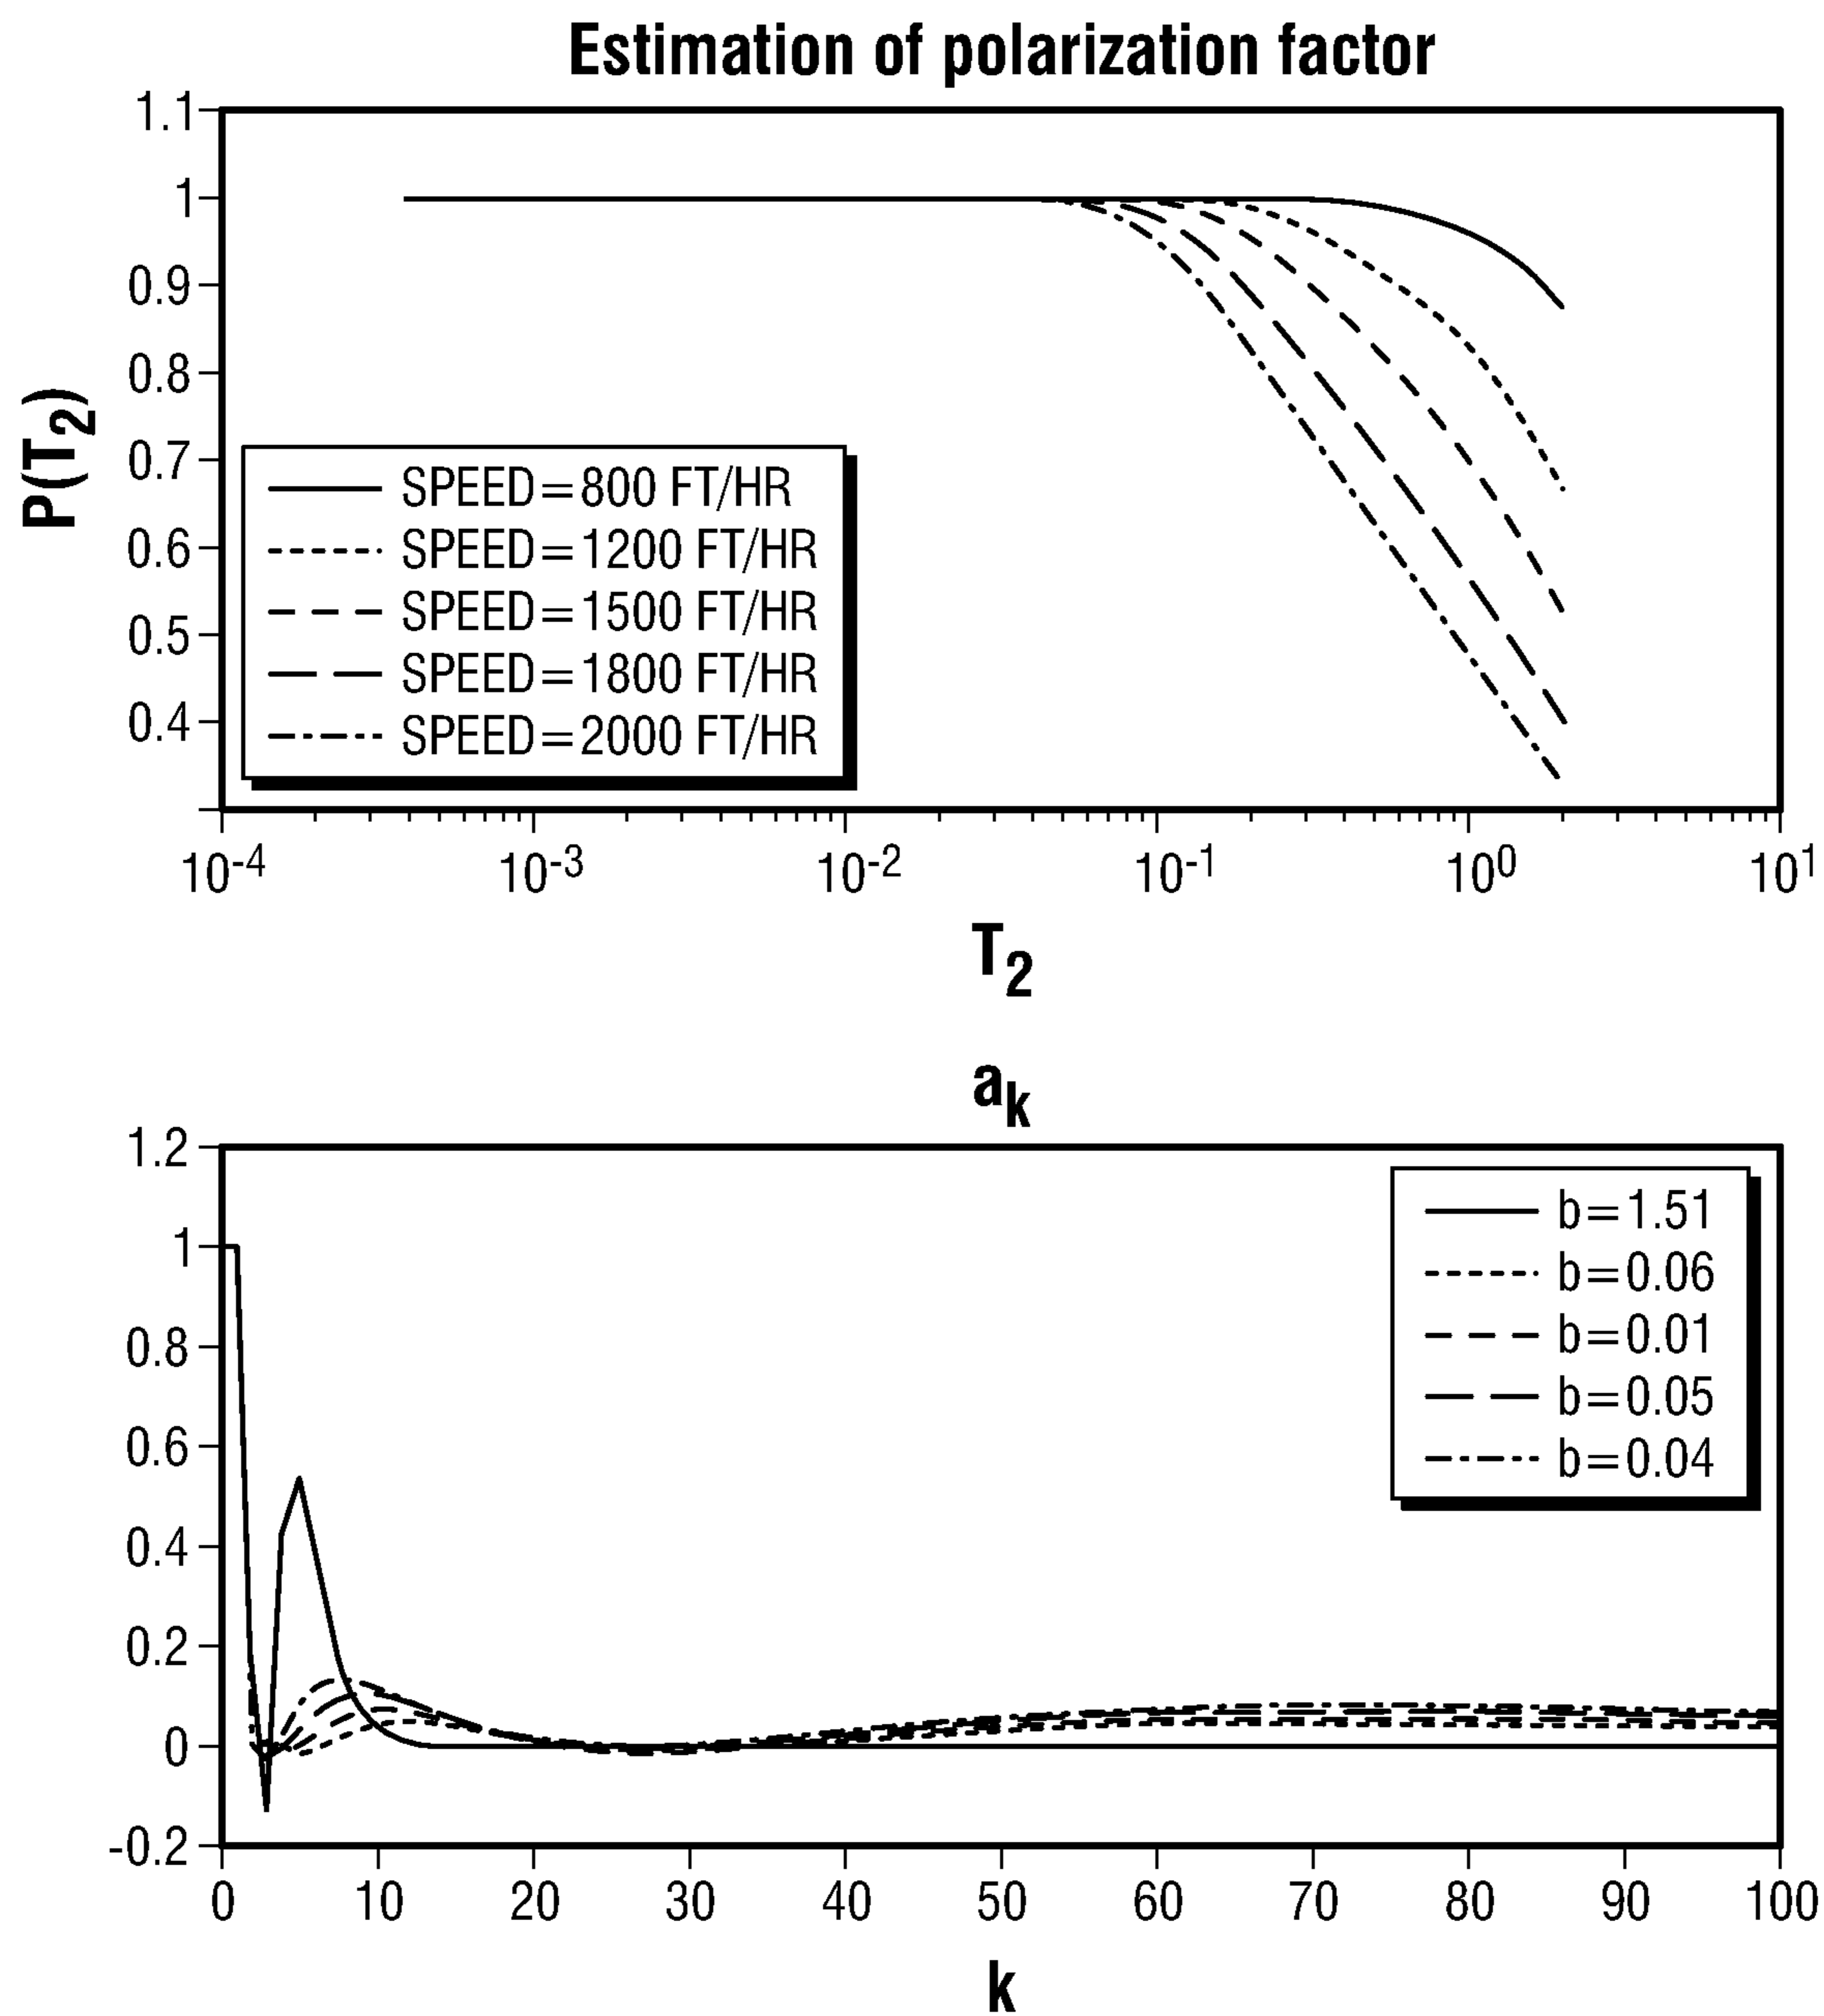 Estimation of polarization factor
1.1
1
0.9
0.8
0.7
0.6
0.5
0.4
P(T2)
SPEED=800 FT/HR
SPEED=1200 FT/HR
SPEED=1500 FT/HR
SPEED=1800 FT/HR
SPEED=2000 FT/HR
10-4 10-3 10-2 10-1 100 101
T2
ak
1.2
1
0.8
0.6
0.4
0.2
0
-0.2
b=1.51
b=0.06
b=0.01
b=0.05
b=0.04
0 10 20 30 40 50 60 70 80 90 100
k